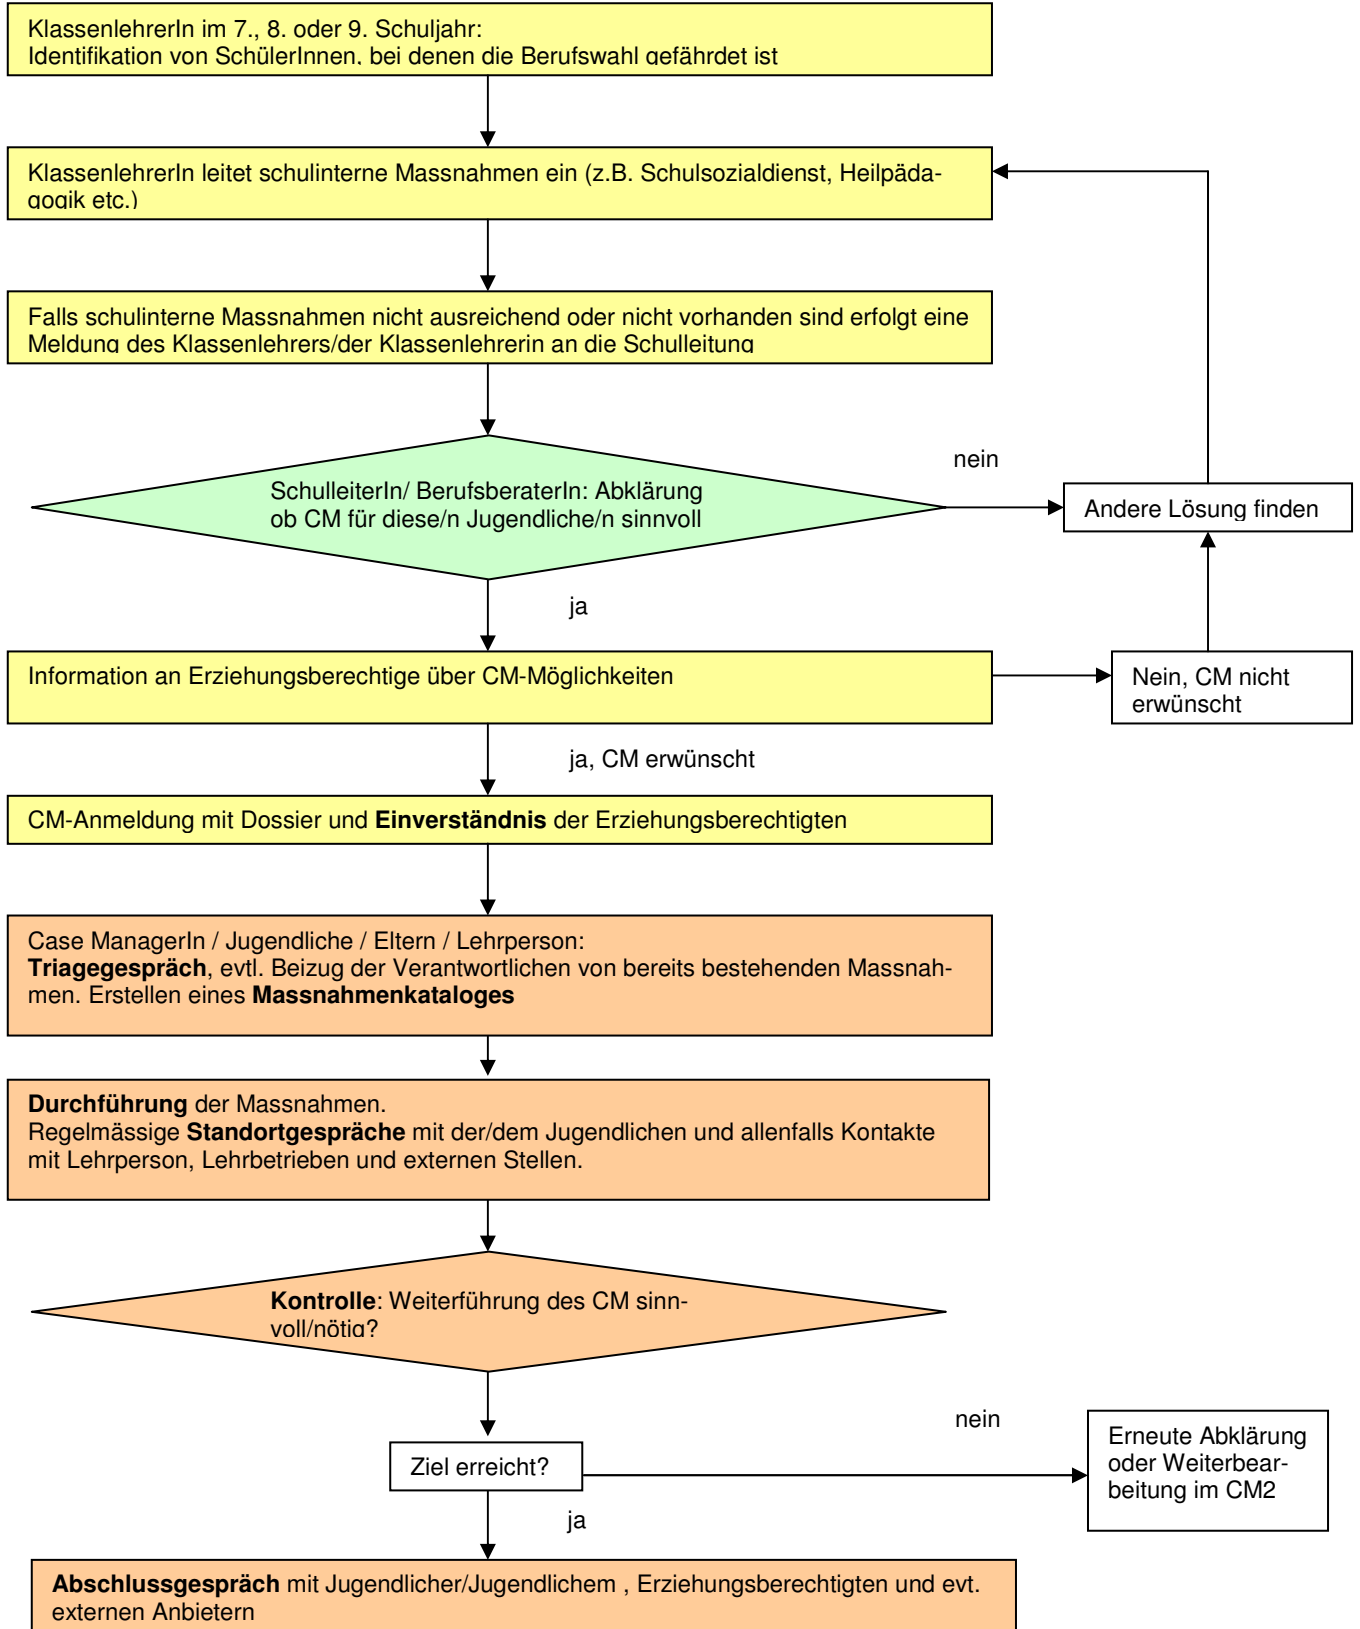 KlassenlehrerIn im 7., 8. oder 9. Schuljahr:
Identifikation von SchülerInnen, bei denen die Berufswahl gefährdet ist
KlassenlehrerIn leitet schulinterne Massnahmen ein (z.B. Schulsozialdienst, Heilpäda-
gogik etc.)
Falls schulinterne Massnahmen nicht ausreichend oder nicht vorhanden sind erfolgt eine
Meldung des Klassenlehrers/der Klassenlehrerin an die Schulleitung
nein
SchulleiterIn/ BerufsberaterIn: Abklärung
ob CM für diese/n Jugendliche/n sinnvoll
Andere Lösung finden
ja
Information an Erziehungsberechtige über CM-Möglichkeiten
Nein, CM nicht
erwünscht
ja, CM erwünscht
CM-Anmeldung mit Dossier und Einverständnis der Erziehungsberechtigten
Case ManagerIn / Jugendliche / Eltern / Lehrperson:
Triagegespräch, evtl. Beizug der Verantwortlichen von bereits bestehenden Massnah-
men. Erstellen eines Massnahmenkataloges
Durchführung der Massnahmen.
Regelmässige Standortgespräche mit der/dem Jugendlichen und allenfalls Kontakte
mit Lehrperson, Lehrbetrieben und externen Stellen.
Kontrolle: Weiterführung des CM sinn-
voll/nötig?
nein
Ziel erreicht?
Erneute Abklärung
oder Weiterbear-
beitung im CM2
ja
Abschlussgespräch mit Jugendlicher/Jugendlichem , Erziehungsberechtigten und evt.
externen Anbietern